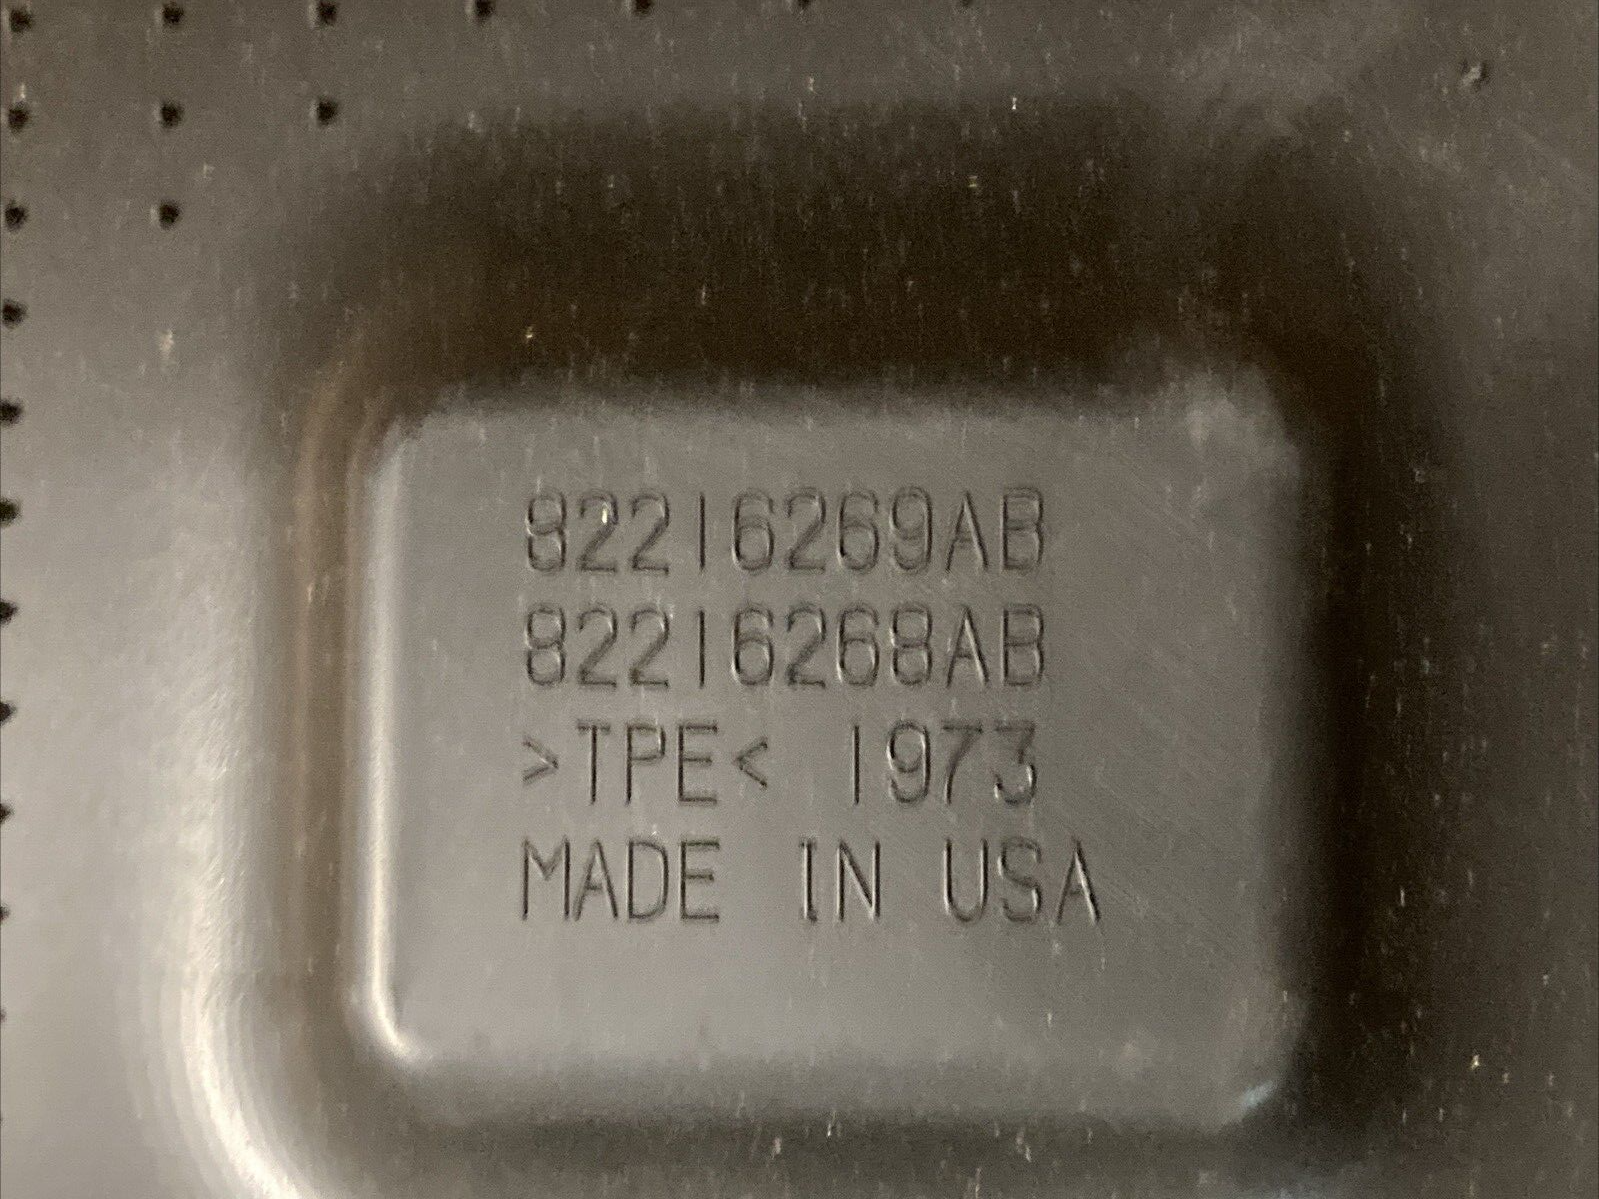 82216269AB
82216268AB
>TPE< 1973
MADE IN USA